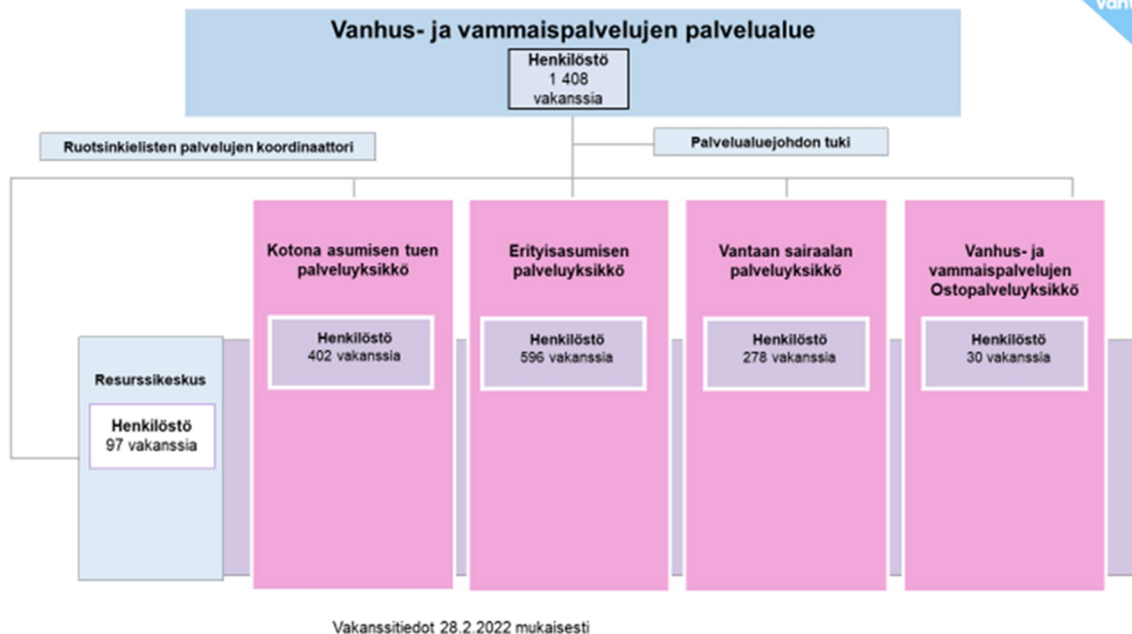 Vanhus- ja vammaispalvelujen palvelualue
Henkilöstö
1 408
vakanssia
Ruotsinkielisten palvelujen koordinaattori
Palvelualuejohdon tuki
Kotona asumisen tuen
palveluyksikkö
Henkilöstö
402 vakanssia
Erityisasumisen
palveluyksikkö
Henkilöstö
596 vakanssia
Vantaan sairaalan
palveluyksikkö
Henkilöstö
278 vakanssia
Vanhus- ja
vammaispalvelujen
Ostopalveluyksikkö
Henkilöstö
30 vakanssia
Resurssikeskus
Henkilöstö
97 vakanssia
Vakanssitiedot 28.2.2022 mukaisesti